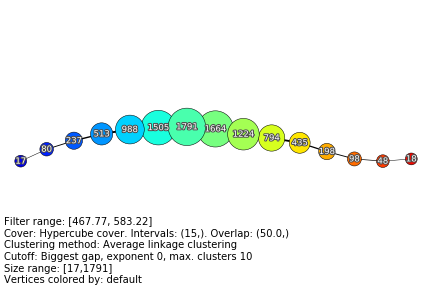 17 80 237 513 988 1505 1791 1664 1224 794 435 198 98 48 18
Filter range: [467.77, 583.22]
Cover: Hypercube cover. Intervals: (15,). Overlap: (50.0,)
Clustering method: Average linkage clustering
Cutoff: Biggest gap, exponent 0, max. clusters 10
Size range: [17,1791]
Vertices colored by: default